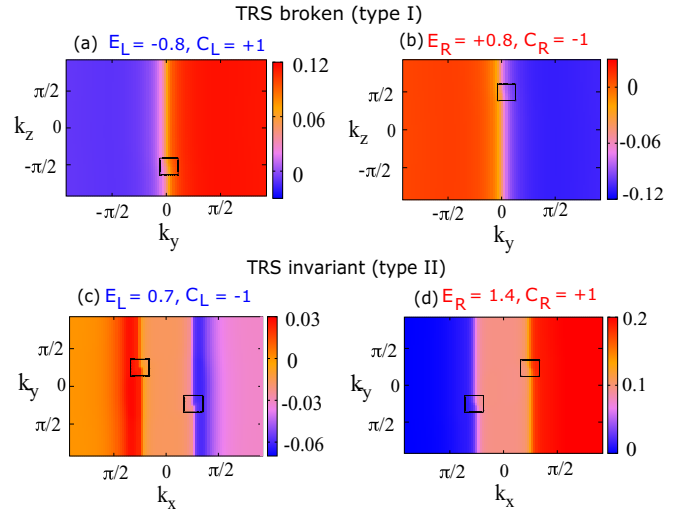 TRS broken (type I)
(a) E_L = -0.8, C_L = +1
(b) E_R = +0.8, C_R = -1
k_z
π/2
0
-π/2
-π/2
0
π/2
k_y
0.12
0.06
0
k_z
π/2
0
-π/2
-π/2
0
π/2
k_y
0
-0.06
-0.12
TRS invariant (type II)
(c) E_L = 0.7, C_L = -1
(d) E_R = 1.4, C_R = +1
k_y
π/2
0
π/2
π/2
0
π/2
k_x
0.03
0
-0.03
-0.06
k_y
π/2
0
π/2
π/2
0
π/2
k_x
0.2
0.1
0